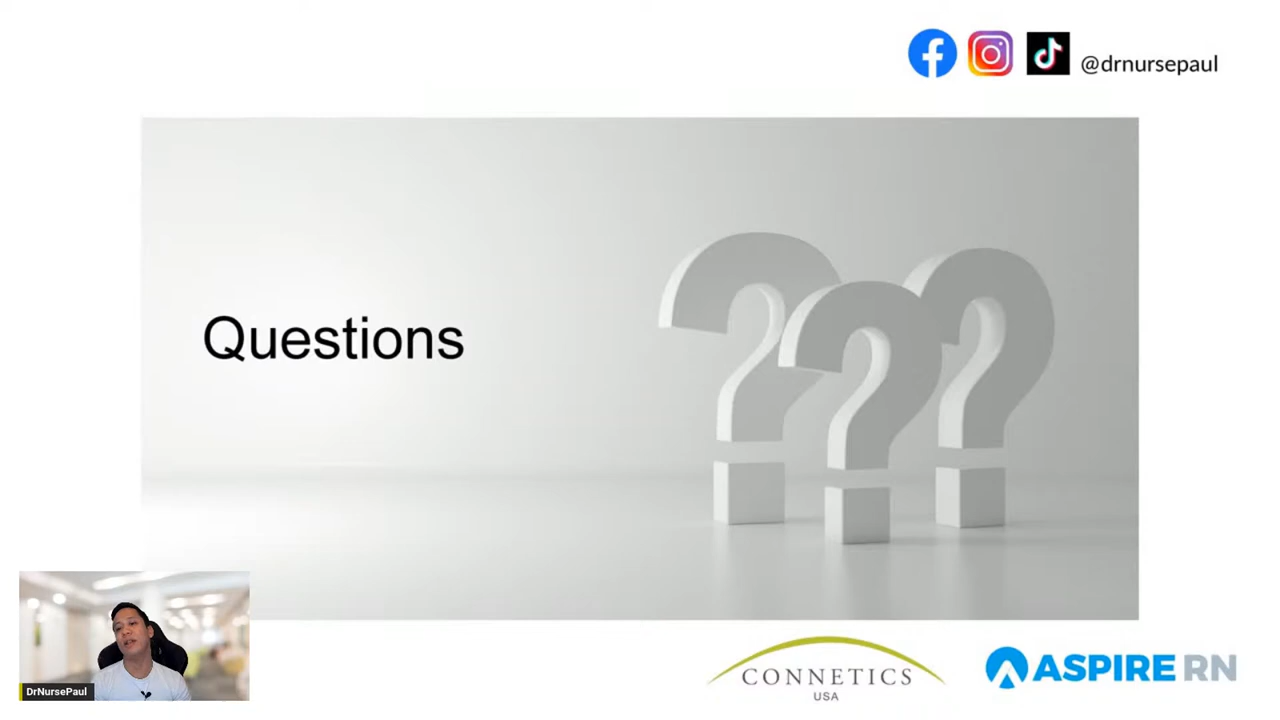 @drnursepaul
Questions
???
DrNursePaul
CONNETICS
USA
ASPIRE RN